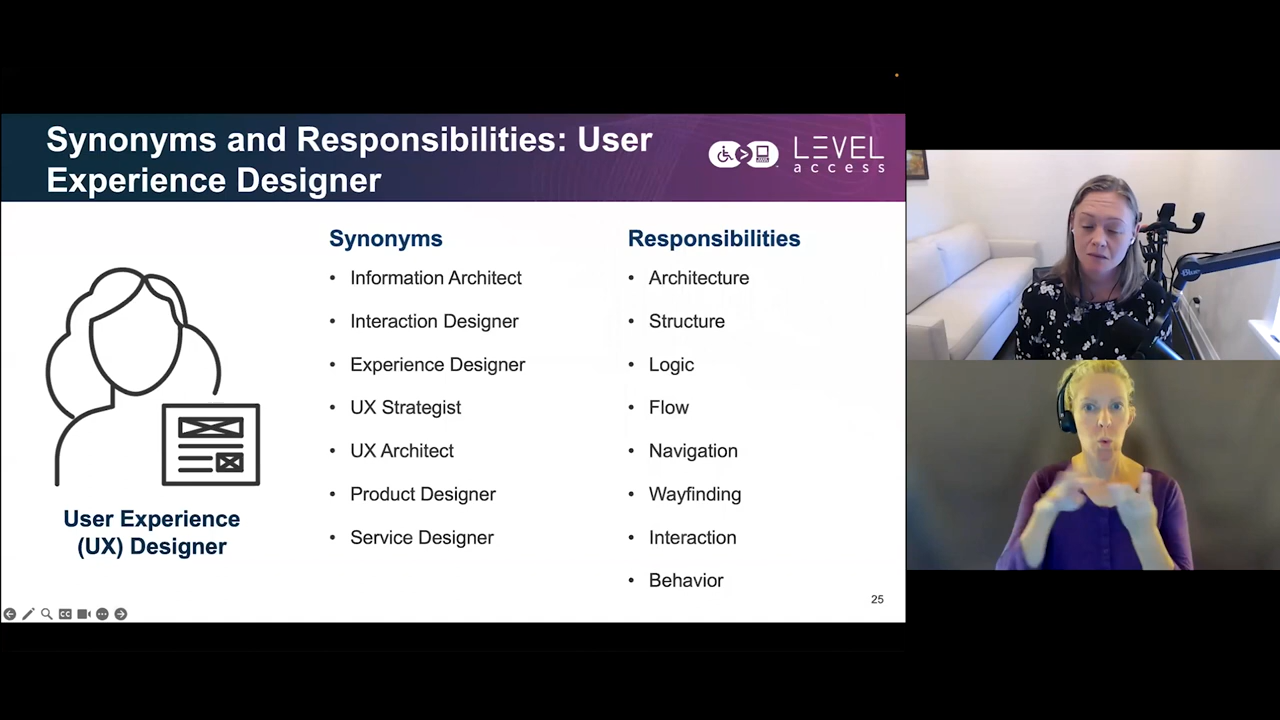 Synonyms and Responsibilities: User
Experience Designer
LEVEL
access
User Experience
(UX) Designer
Synonyms
• Information Architect
• Interaction Designer
• Experience Designer
• UX Strategist
• UX Architect
• Product Designer
• Service Designer
Responsibilities
• Architecture
• Structure
• Logic
• Flow
• Navigation
• Wayfinding
• Interaction
• Behavior
25
CC